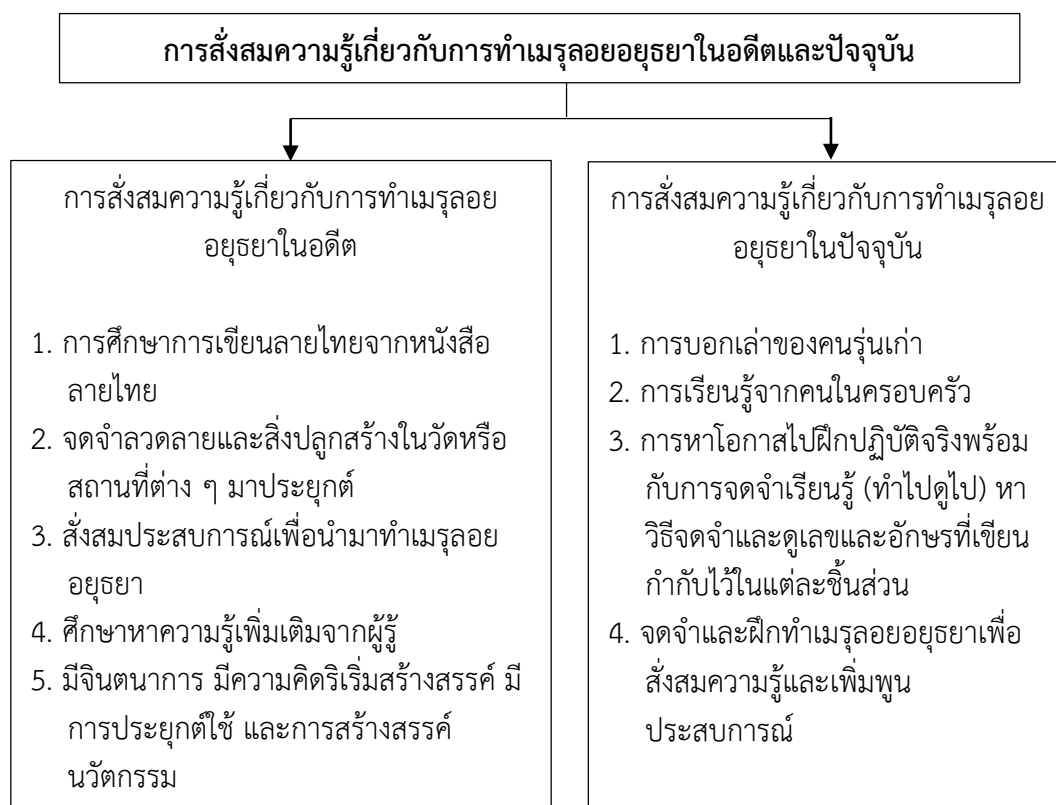 การสั่งสมความรู้เกี่ยวกับการทำเมรุลอยอยุธยาในอดีตและปัจจุบัน
การสั่งสมความรู้เกี่ยวกับการทำเมรุลอย
อยุธยาในอดีต
1. การศึกษาการเขียนลายไทยจากหนังสือ
ลายไทย
2. จดจำลวดลายและสิ่งปลูกสร้างในวัดหรือ
สถานที่ต่าง ๆ มาประยุกต์
3. สั่งสมประสบการณ์เพื่อนำมาทำเมรุลอย
อยุธยา
4. ศึกษาหาความรู้เพิ่มเติมจากผู้รู้
5. มีจินตนาการ มีความคิดริเริ่มสร้างสรรค์ มี
การประยุกต์ใช้ และการสร้างสรรค์
นวัตกรรม
การสั่งสมความรู้เกี่ยวกับการทำเมรุลอย
อยุธยาในปัจจุบัน
1. การบอกเล่าของคนรุ่นเก่า
2. การเรียนรู้จากคนในครอบครัว
3. การหาโอกาสไปฝึกปฏิบัติจริงพร้อม
กับการจดจำเรียนรู้ (ทำไปดูไป) หา
วิธีจดจำและดูเลขและอักษรที่เขียน
กำกับไว้ในแต่ละชิ้นส่วน
4. จดจำและฝึกทำเมรุลอยอยุธยาเพื่อ
สั่งสมความรู้และเพิ่มพูน
ประสบการณ์